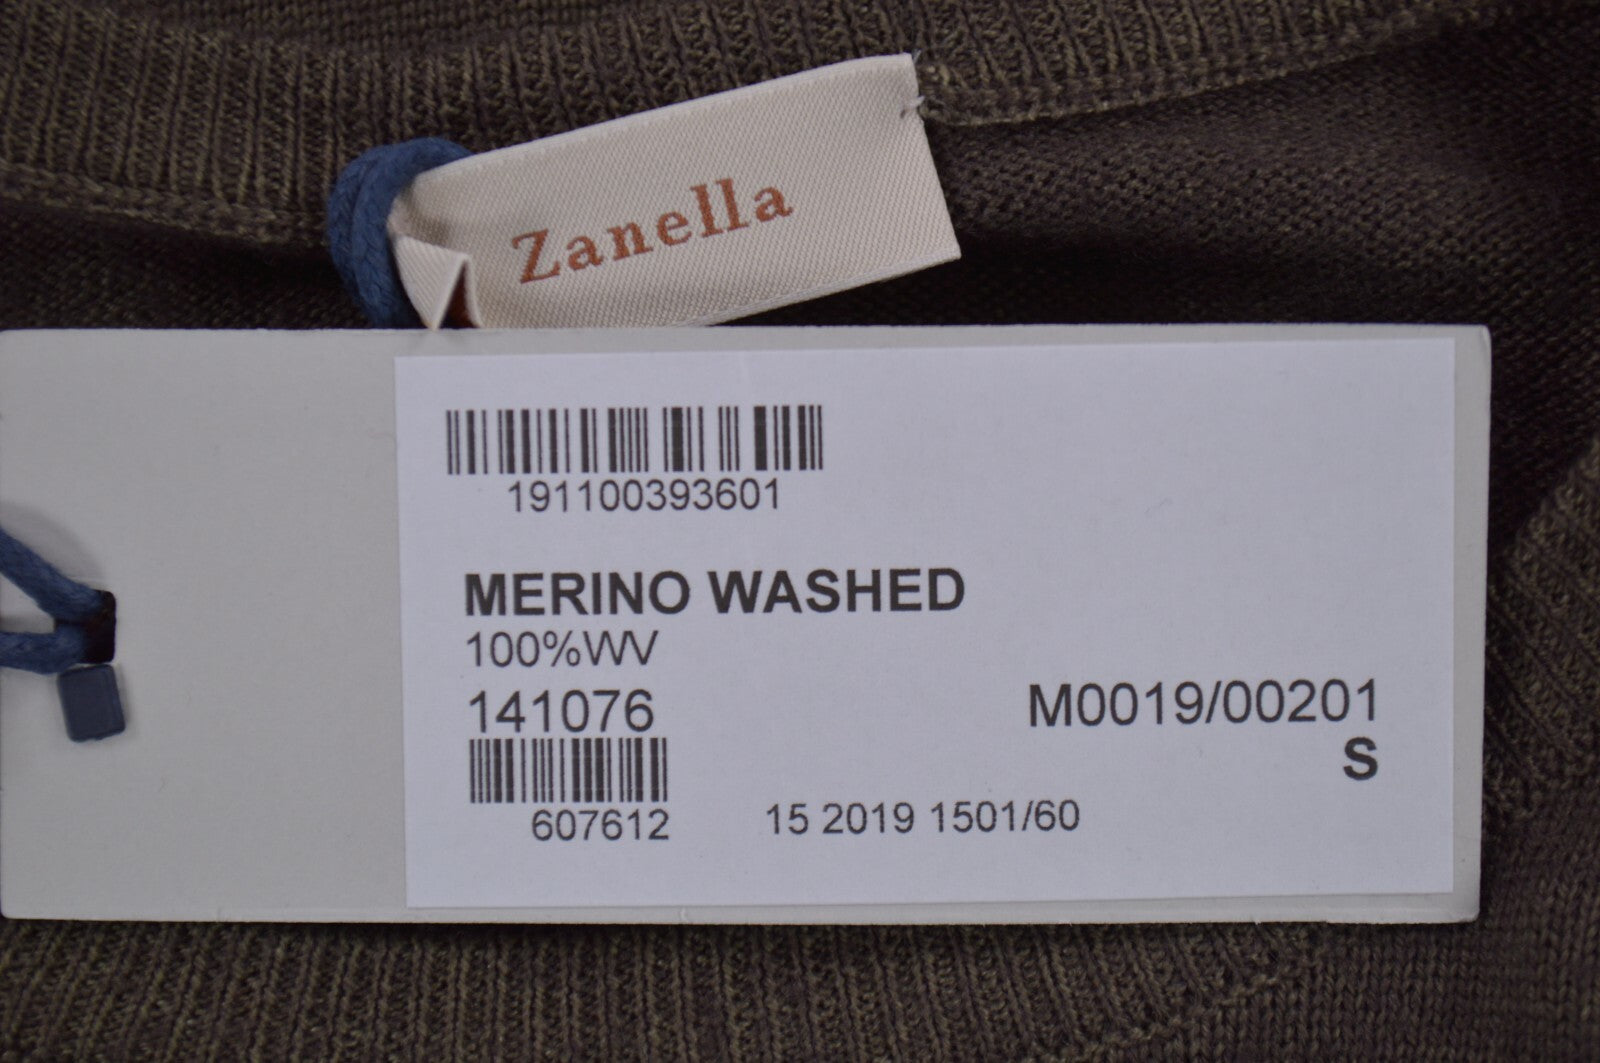 Zanella
191100393601
MERINO WASHED
100%WV
141076
M0019/00201
S
607612
15 2019 1501/60